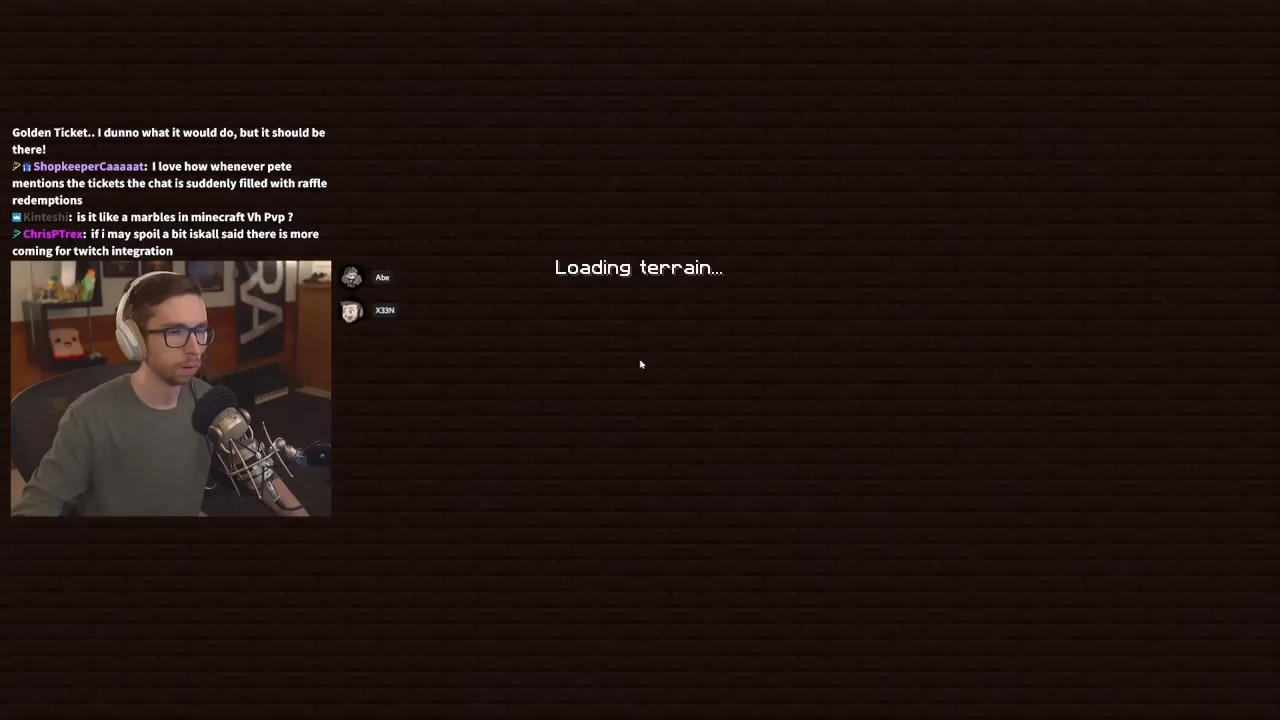 Golden Ticket.. I dunno what it would do, but it should be
there!
ShopkeeperCaaaaat: I love how whenever pete
mentions the tickets the chat is suddenly filled with raffle
redemptions
Kinteshi: is it like a marbles in minecraft Vh Pvp ?
ChrisPTrex: if i may spoil a bit iskall said there is more
coming for twitch integration
Loading terrain...
Abe
X33N
RA